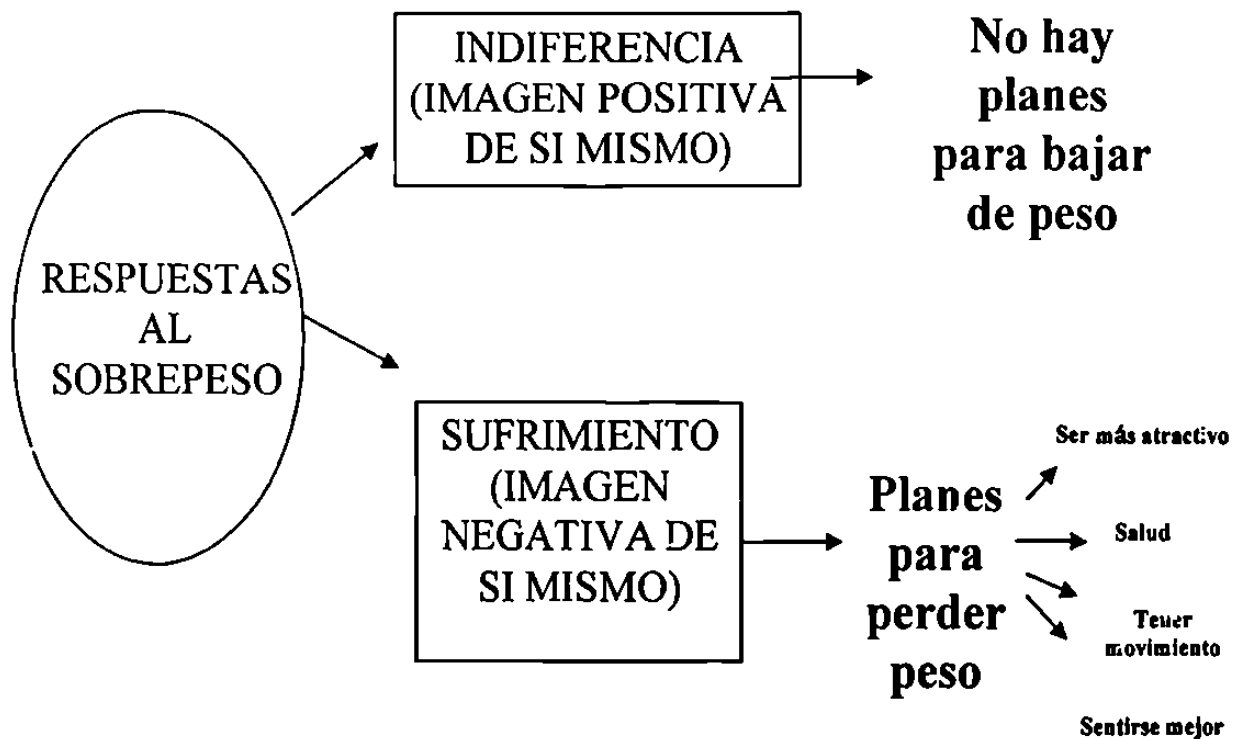 RESPUESTAS
AL
SOBREPESO
INDIFERENCIA
(IMAGEN POSITIVA
DE SI MISMO)
No hay
planes
para bajar
de peso
SUFRIMIENTO
(IMAGEN
NEGATIVA DE
SI MISMO)
Planes
para
perder
peso
Ser más atractivo
Salud
Tener
movimiento
Sentirse mejor